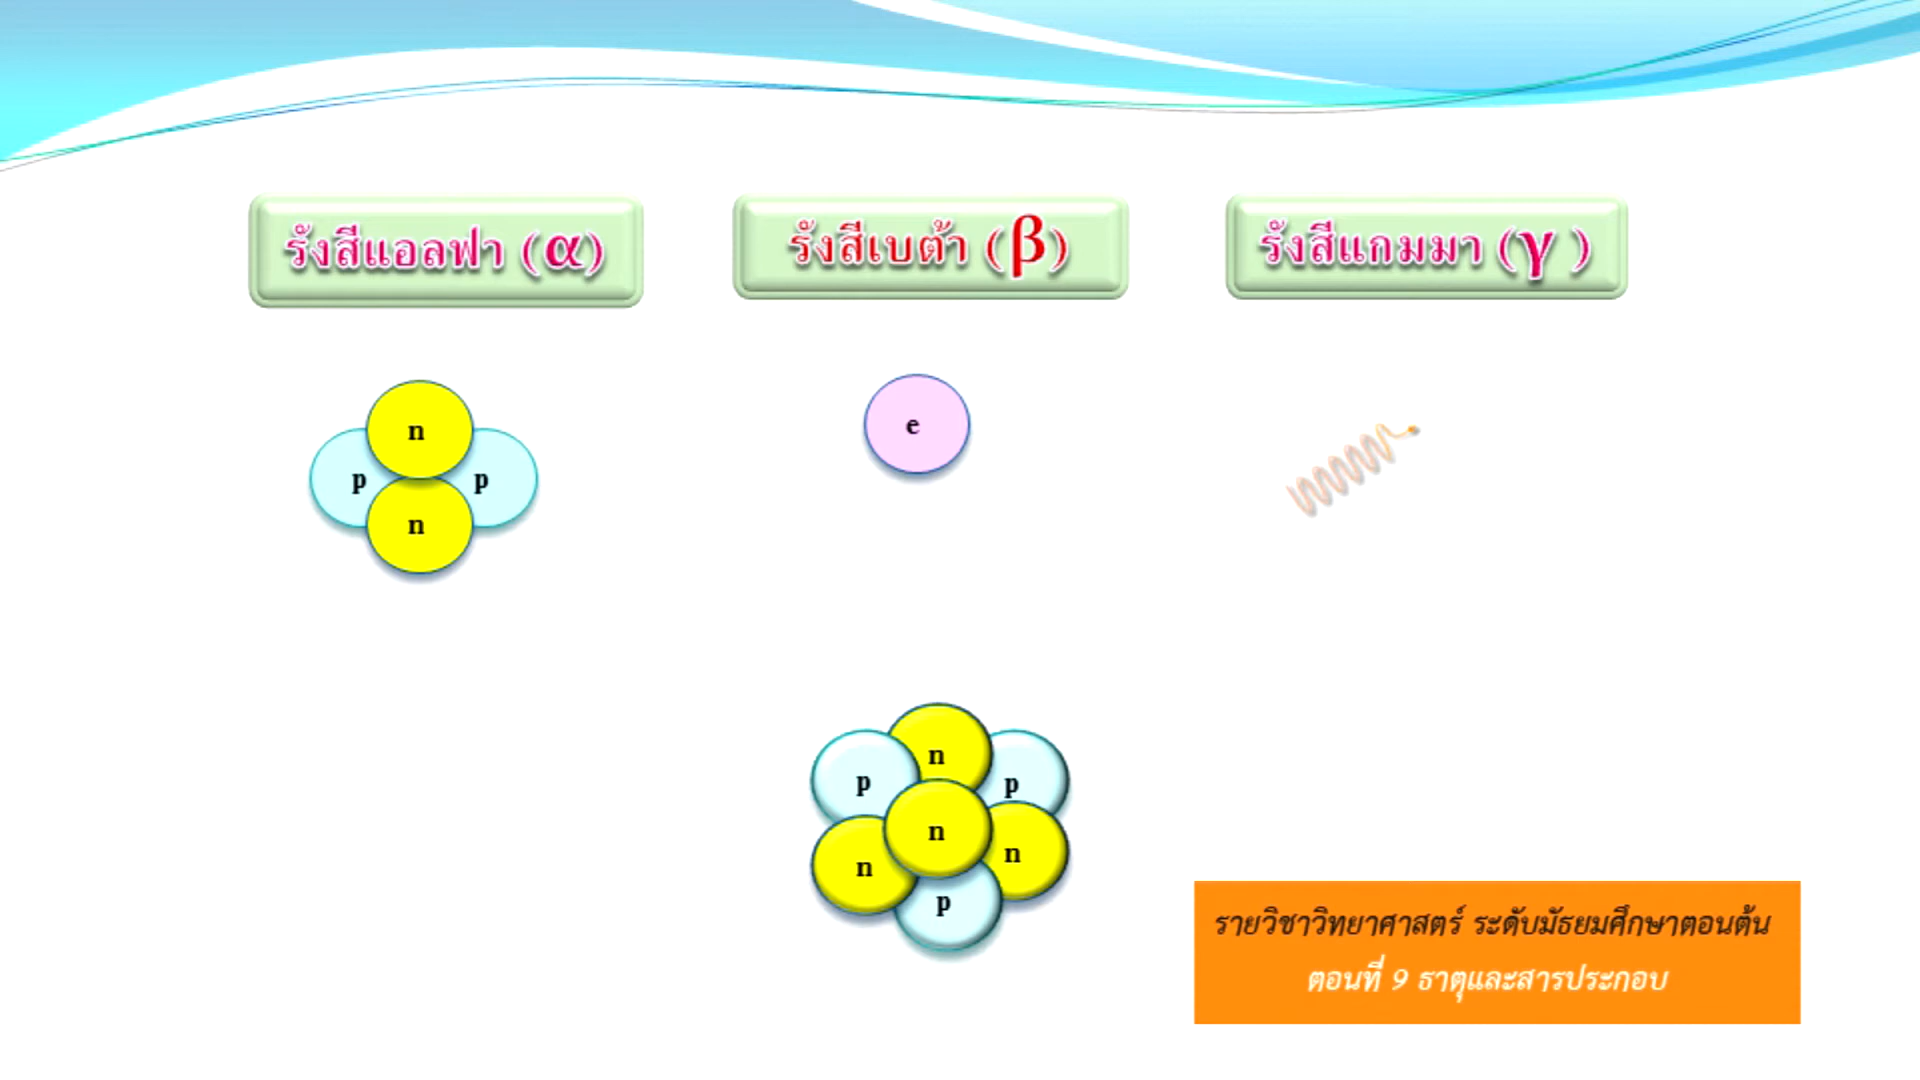 รังสีแอลฟา (α)
รังสีเบต้า (β)
รังสีแกมมา (γ )
n
p p
n
e
n
p p
n
n n
p
รายวิชาวิทยาศาสตร์ ระดับมัธยมศึกษาตอนต้น
ตอนที่ 9 ธาตุและสารประกอบ